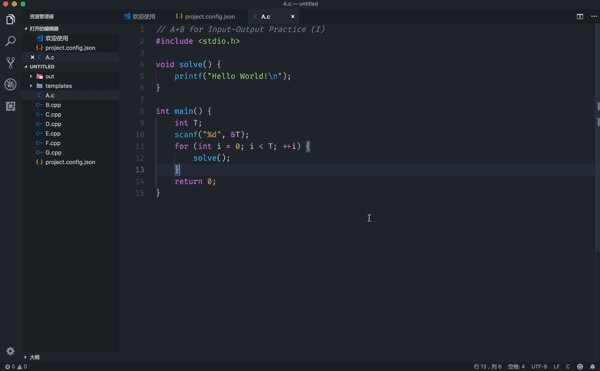 A.c — untitled
资源管理器
欢迎使用
project.config.json
A.c
打开的编辑器
欢迎使用
project.config.json
A.c
UNTITLED
out
templates
A.c
B.cpp
C.cpp
D.cpp
E.cpp
F.cpp
G.cpp
project.config.json
大纲
1 // A+B for Input-Output Practice (I)
2 #include <stdio.h>
3
4 void solve() {
5 printf("Hello World!\n");
6 }
7
8 int main() {
9 int T;
10 scanf("%d", &T);
11 for (int i = 0; i < T; ++i) {
12 solve();
13 }
14 return 0;
15 }
0 0
行 13，列 6 空格: 4 UTF-8 LF C